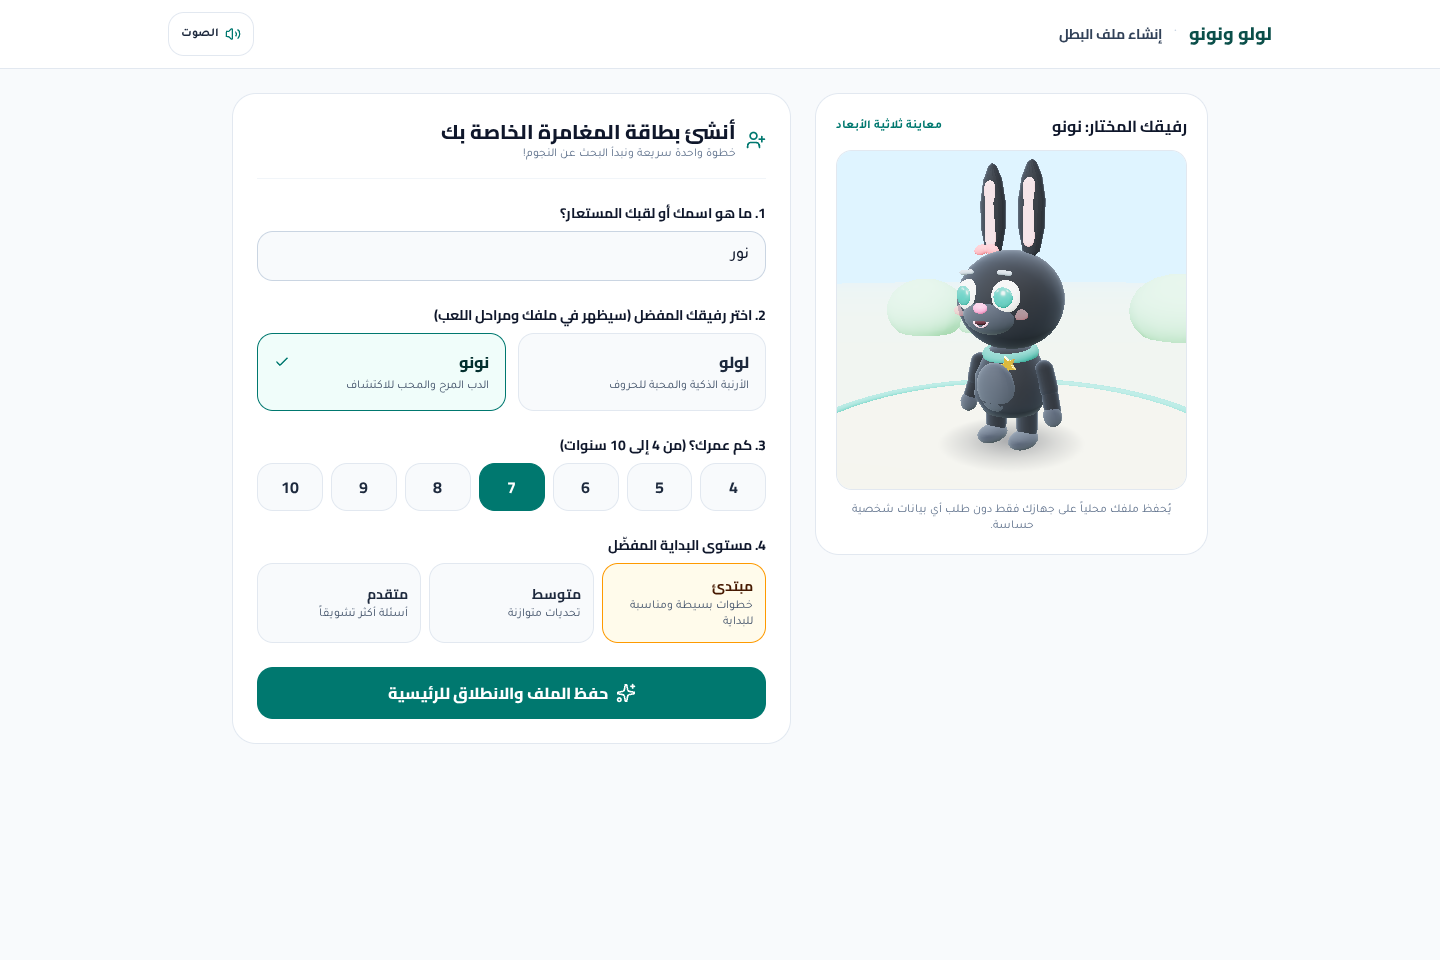 لولو ونونو · إنشاء ملف البطل
الصوت
رفيقك المختار: نونو
معاينة ثلاثية الأبعاد
يُحفظ ملفك محلياً على جهازك فقط دون طلب أي بيانات شخصية
حساسة.
أنشئ بطاقة المغامرة الخاصة بك
خطوة واحدة سريعة ونبدأ البحث عن النجوم!
1. ما هو اسمك أو لقبك المستعار؟
نور
2. اختر رفيقك المفضل (سيظهر في ملفك ومراحل اللعب)
لولو
الأرنبة الذكية والمحبة للحروف
نونو
الدب المرح والمحب للاكتشاف
3. كم عمرك؟ (من 4 إلى 10 سنوات)
4 5 6 7 8 9 10
4. مستوى البداية المفضّل
مبتدئ
خطوات بسيطة ومناسبة
للبداية
متوسط
تحديات متوازنة
متقدم
أسئلة أكثر تشويقاً
حفظ الملف والانطلاق للرئيسية